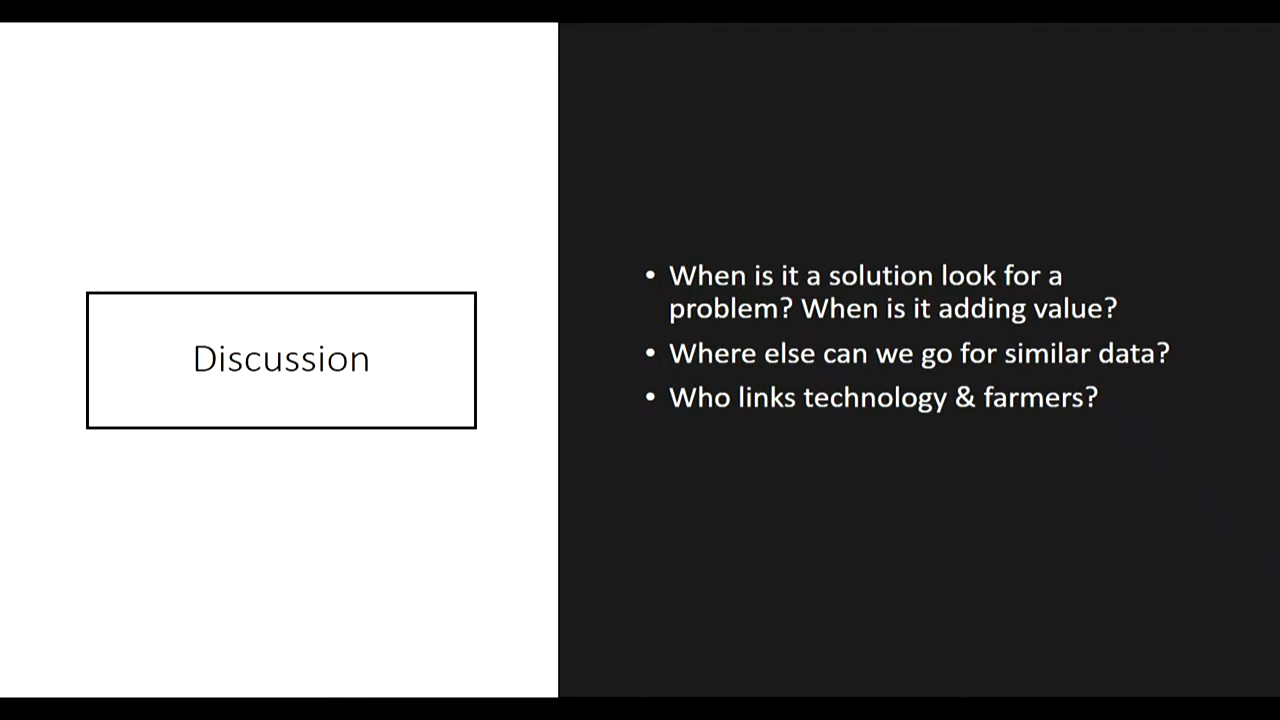 Discussion
• When is it a solution look for a
problem? When is it adding value?
• Where else can we go for similar data?
• Who links technology & farmers?